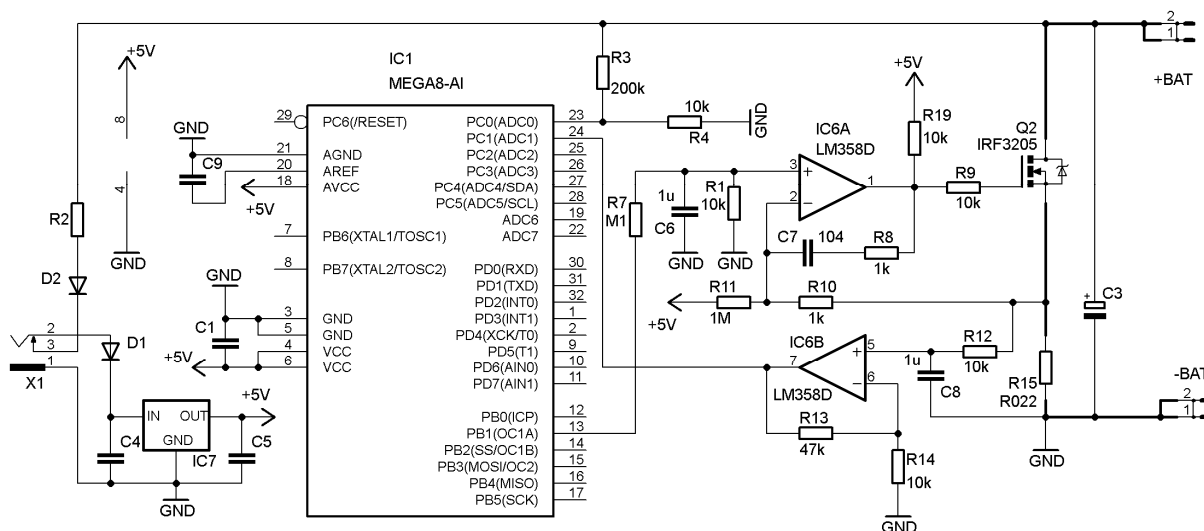 2
1
+BAT
+5V
8
4
GND
R2
D2
2
3
1
X1
D1
IC1
MEGA8-AI
29 PC6(/RESET)
GND
21 AGND
20 AREF
18 AVCC
C9
+5V
7 PB6(XTAL1/TOSC1)
8 PB7(XTAL2/TOSC2)
GND
3 GND
5 GND
4 VCC
6 VCC
C1
+5V
PC0(ADC0) 23
PC1(ADC1) 24
PC2(ADC2) 25
PC3(ADC3) 26
PC4(ADC4/SDA) 27
PC5(ADC5/SCL) 28
ADC6 19
ADC7 22
PD0(RXD) 30
PD1(TXD) 31
PD2(INT0) 32
PD3(INT1) 1
PD4(XCK/T0) 2
PD5(T1) 9
PD6(AIN0) 10
PD7(AIN1) 11
PB0(ICP) 12
PB1(OC1A) 13
PB2(SS/OC1B) 14
PB3(MOSI/OC2) 15
PB4(MISO) 16
PB5(SCK) 17
IN OUT
GND
IC7
C4
C5
+5V
GND
R3
200k
10k
R4
GND
R7
M1
1u
C6
GND
R1
10k
GND
IC6A
LM358D
3
2
1
+
−
+5V
R19
10k
R9
10k
Q2
IRF3205
C7
104
R8
1k
R11
1M
+5V
R10
1k
IC6B
LM358D
7
5
6
+
−
R12
10k
1u
C8
R13
47k
R14
10k
GND
R15
R022
GND
+
C3
-BAT
2
1